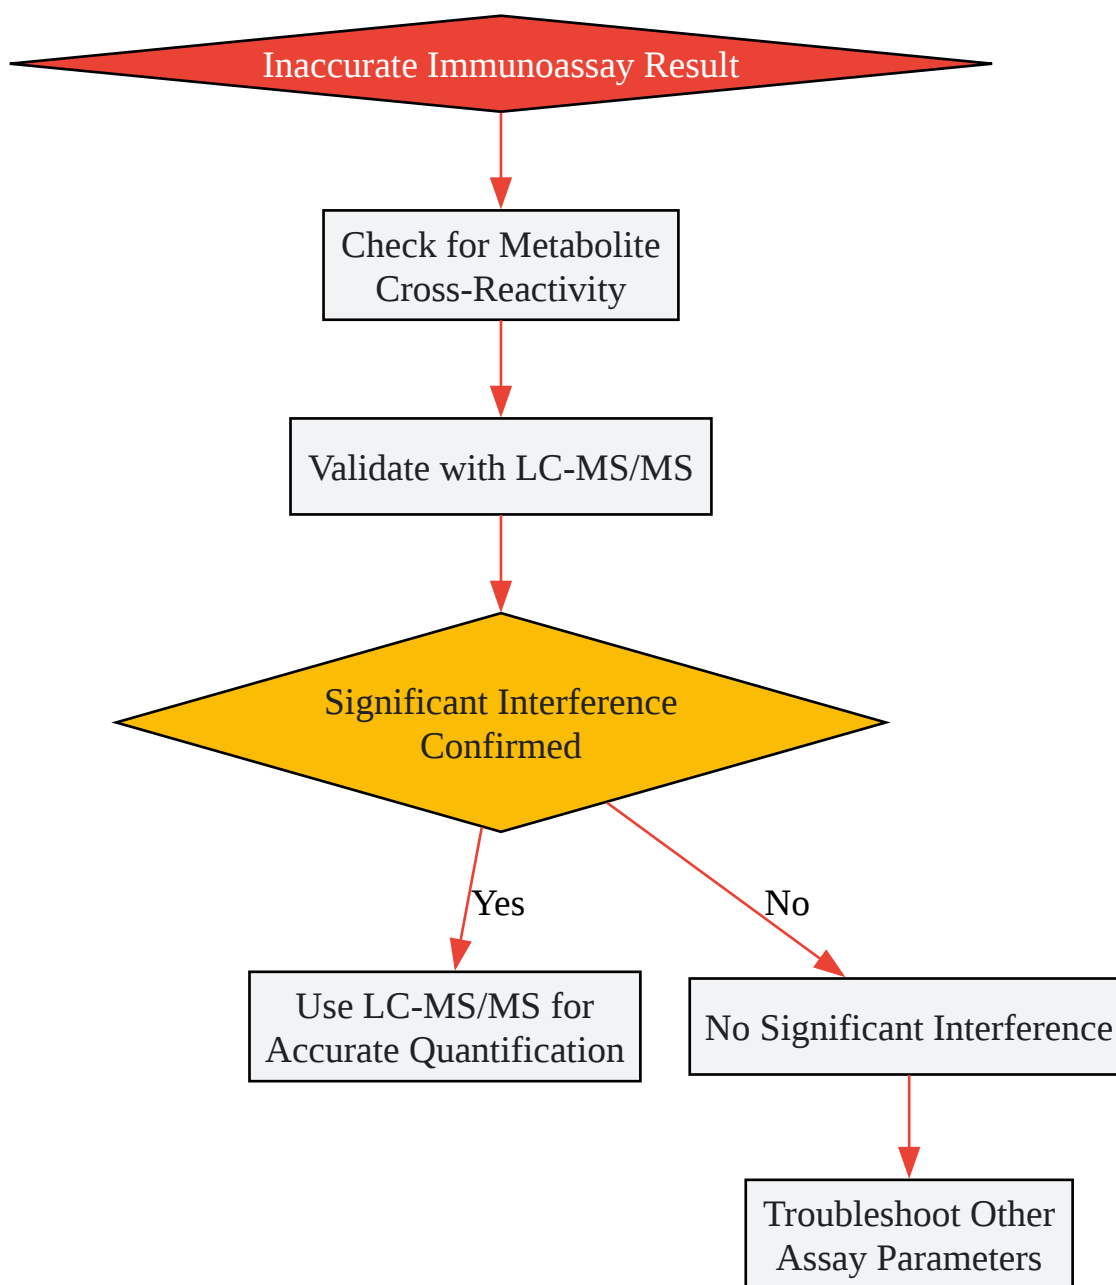 Inaccurate Immunoassay Result
Check for Metabolite
Cross-Reactivity
Validate with LC-MS/MS
Significant Interference
Confirmed
Yes
No
Use LC-MS/MS for
Accurate Quantification
No Significant Interference
Troubleshoot Other
Assay Parameters